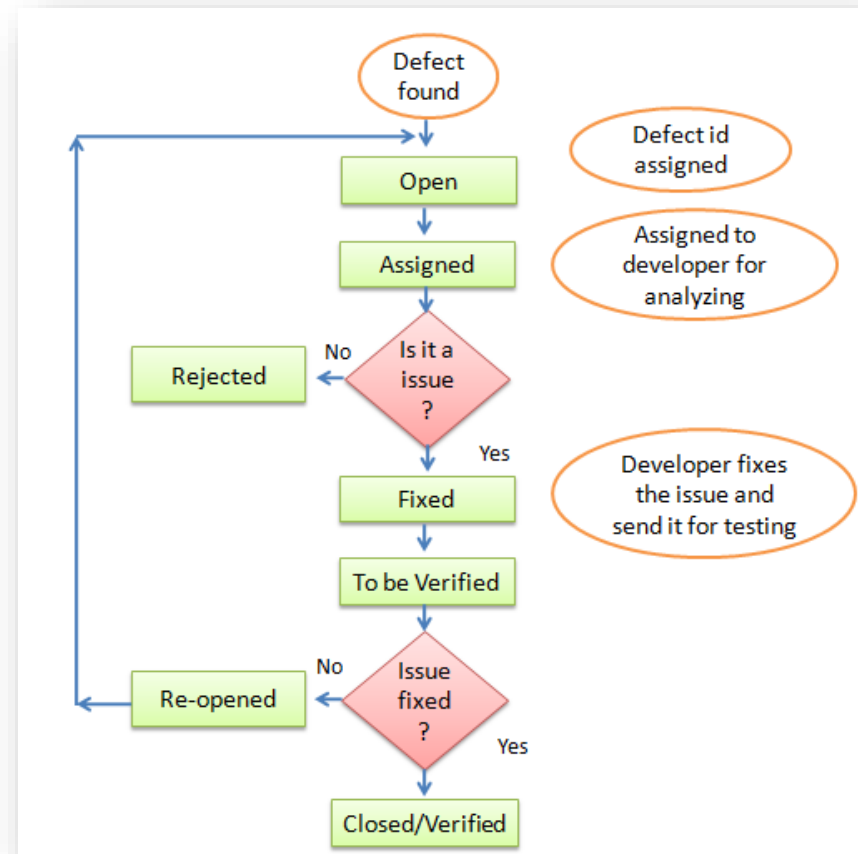 Defect
found
Defect id
assigned
Open
Assigned
Assigned to
developer for
analyzing
Is it a
issue
?
No
Rejected
Yes
Fixed
Developer fixes
the issue and
send it for testing
To be Verified
Issue
fixed
?
No
Re-opened
Yes
Closed/Verified